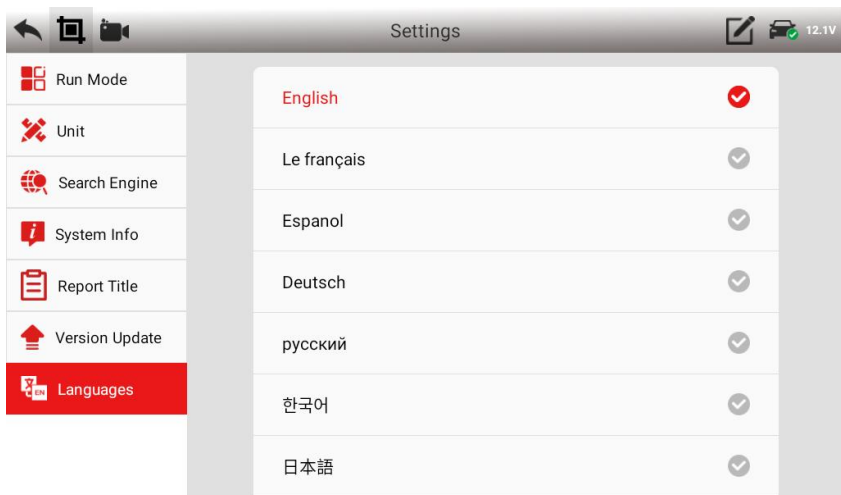 Settings
12.1V
Run Mode
Unit
Search Engine
System Info
Report Title
Version Update
EN
Languages
English
Le français
Espanol
Deutsch
русский
한국어
日本語